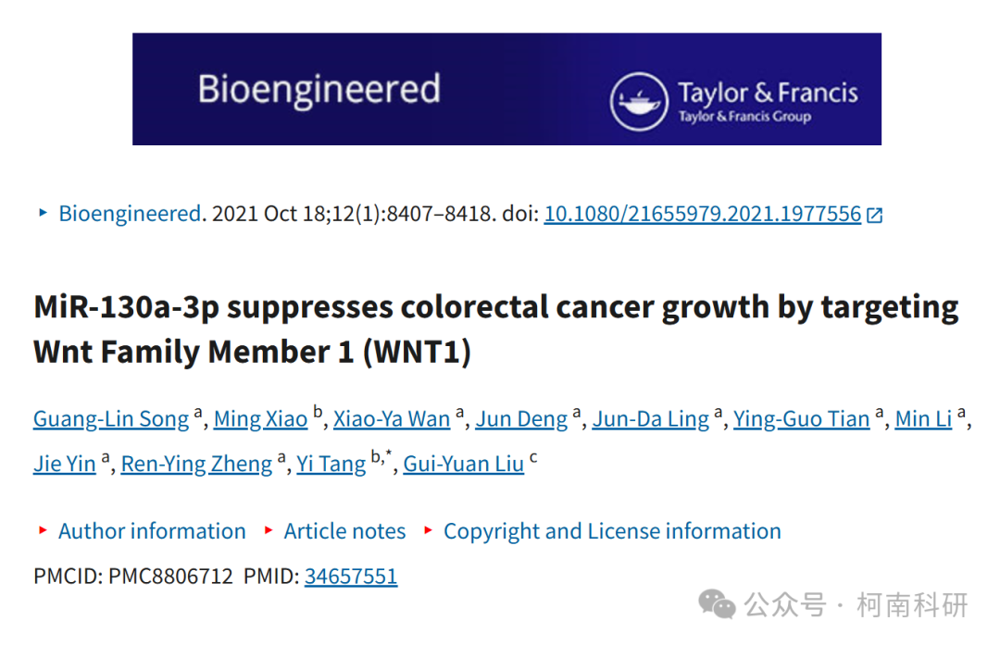 Bioengineered
Taylor & Francis
Taylor & Francis Group
Bioengineered. 2021 Oct 18;12(1):8407–8418. doi: 10.1080/21655979.2021.1977556
MiR-130a-3p suppresses colorectal cancer growth by targeting
Wnt Family Member 1 (WNT1)
Guang-Lin Song a, Ming Xiao b, Xiao-Ya Wan a, Jun Deng a, Jun-Da Ling a, Ying-Guo Tian a, Min Li a,
Jie Yin a, Ren-Ying Zheng a, Yi Tang b,*, Gui-Yuan Liu c
Author information Article notes Copyright and License information
PMCID: PMC8806712 PMID: 34657551
公众号 · 柯南科研